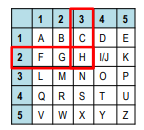 1 2 3 4 5
1 A B C D E
2 F G H I/J K
3 L M N O P
4 Q R S T U
5 V W X Y Z